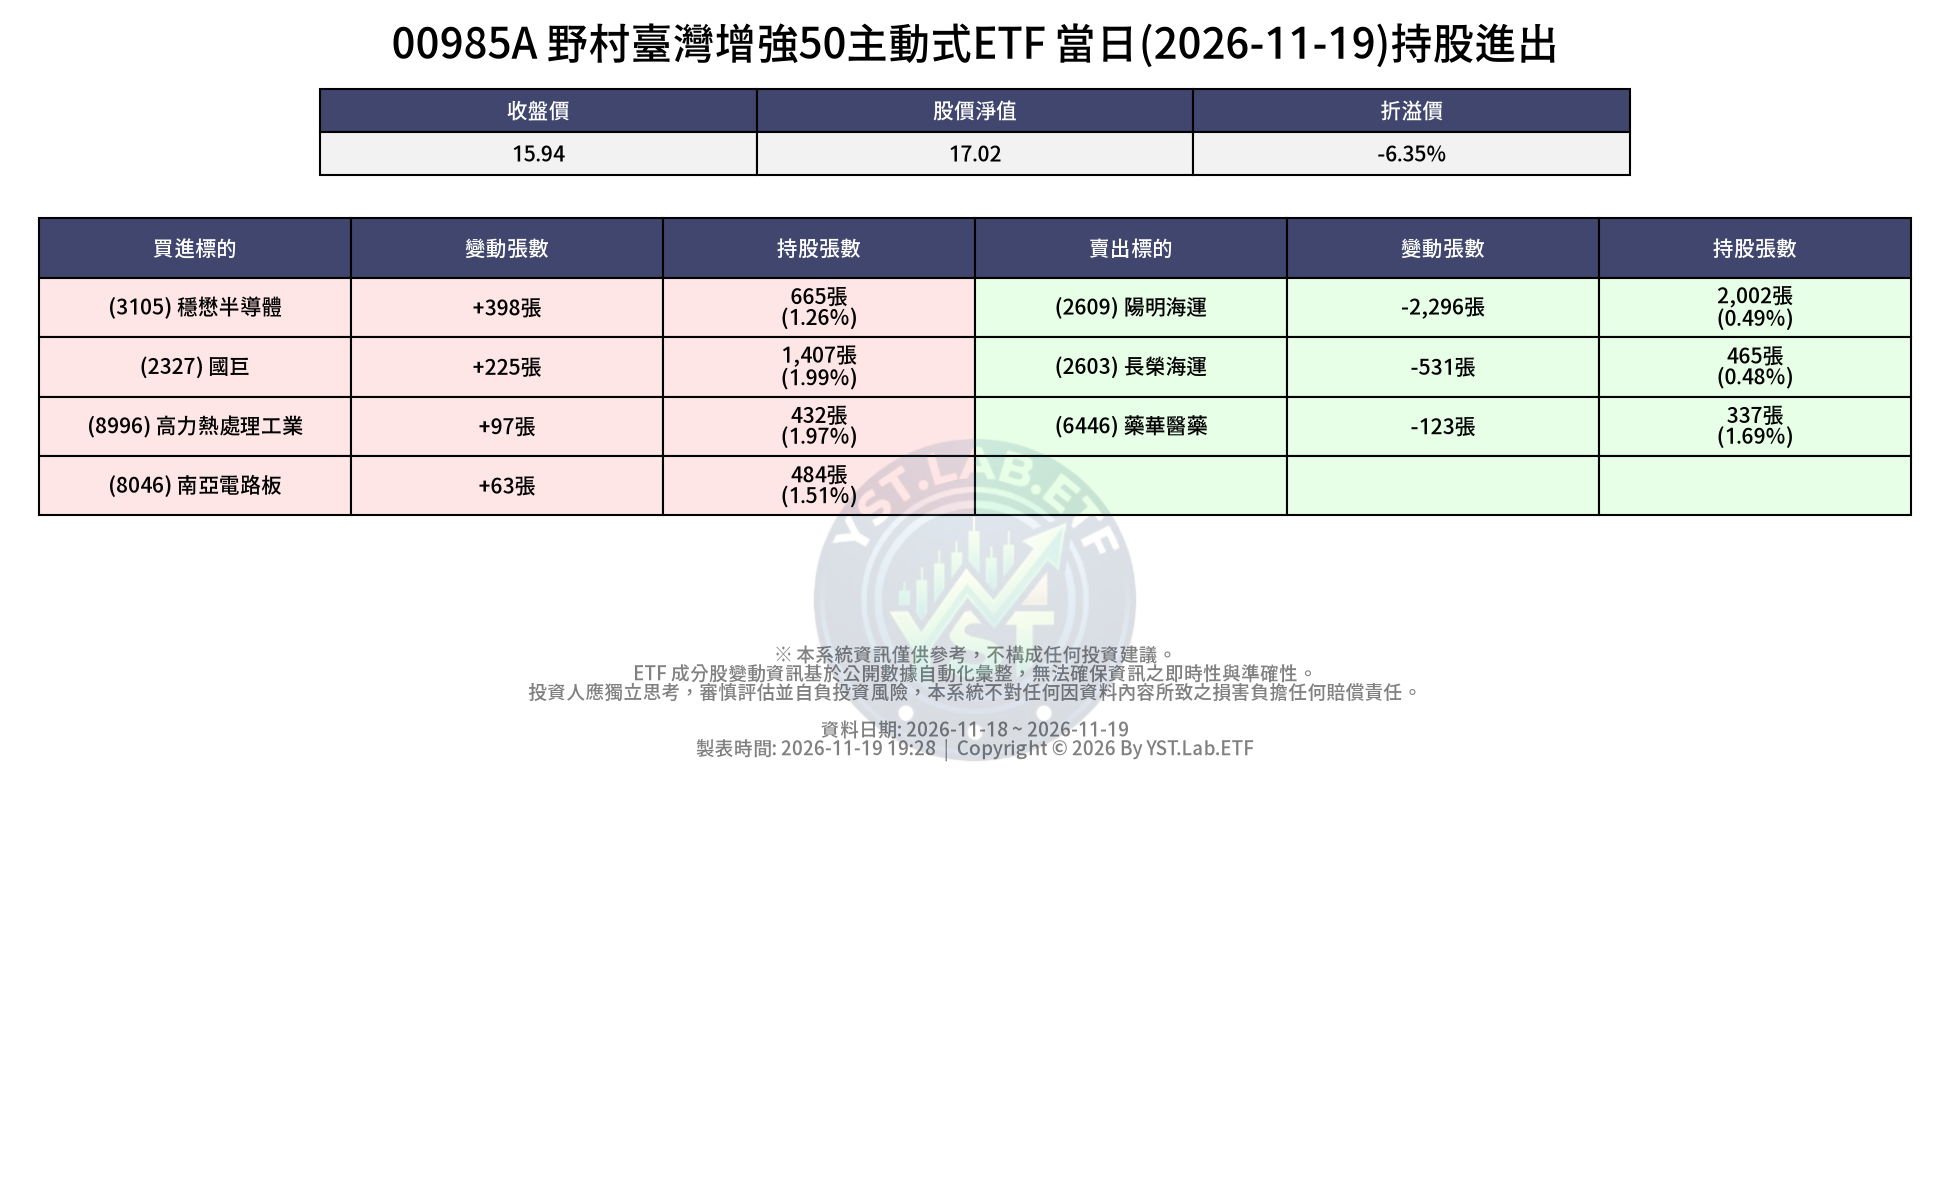 00985A 野村臺灣增強50主動式ETF 當日(2026-11-19)持股進出
收盤價 股價淨值 折溢價
15.94 17.02 -6.35%
買進標的 變動張數 持股張數 賣出標的 變動張數 持股張數
(3105) 穩懋半導體 +398張 665張 (1.26%) (2609) 陽明海運 -2,296張 2,002張 (0.49%)
(2327) 國巨 +225張 1,407張 (1.99%) (2603) 長榮海運 -531張 465張 (0.48%)
(8996) 高力熱處理工業 +97張 432張 (1.97%) (6446) 藥華醫藥 -123張 337張 (1.69%)
(8046) 南亞電路板 +63張 484張 (1.51%)
YST.LAB.ETF
YST
※ 本系統資訊僅供參考，不構成任何投資建議。
ETF 成分股變動資訊基於公開數據自動化彙整，無法確保資訊之即時性與準確性。
投資人應獨立思考，審慎評估並自負投資風險，本系統不對任何因資料內容所致之損害負擔任何賠償責任。
資料日期: 2026-11-18 ~ 2026-11-19
製表時間: 2026-11-19 19:28 | Copyright © 2026 By YST.Lab.ETF